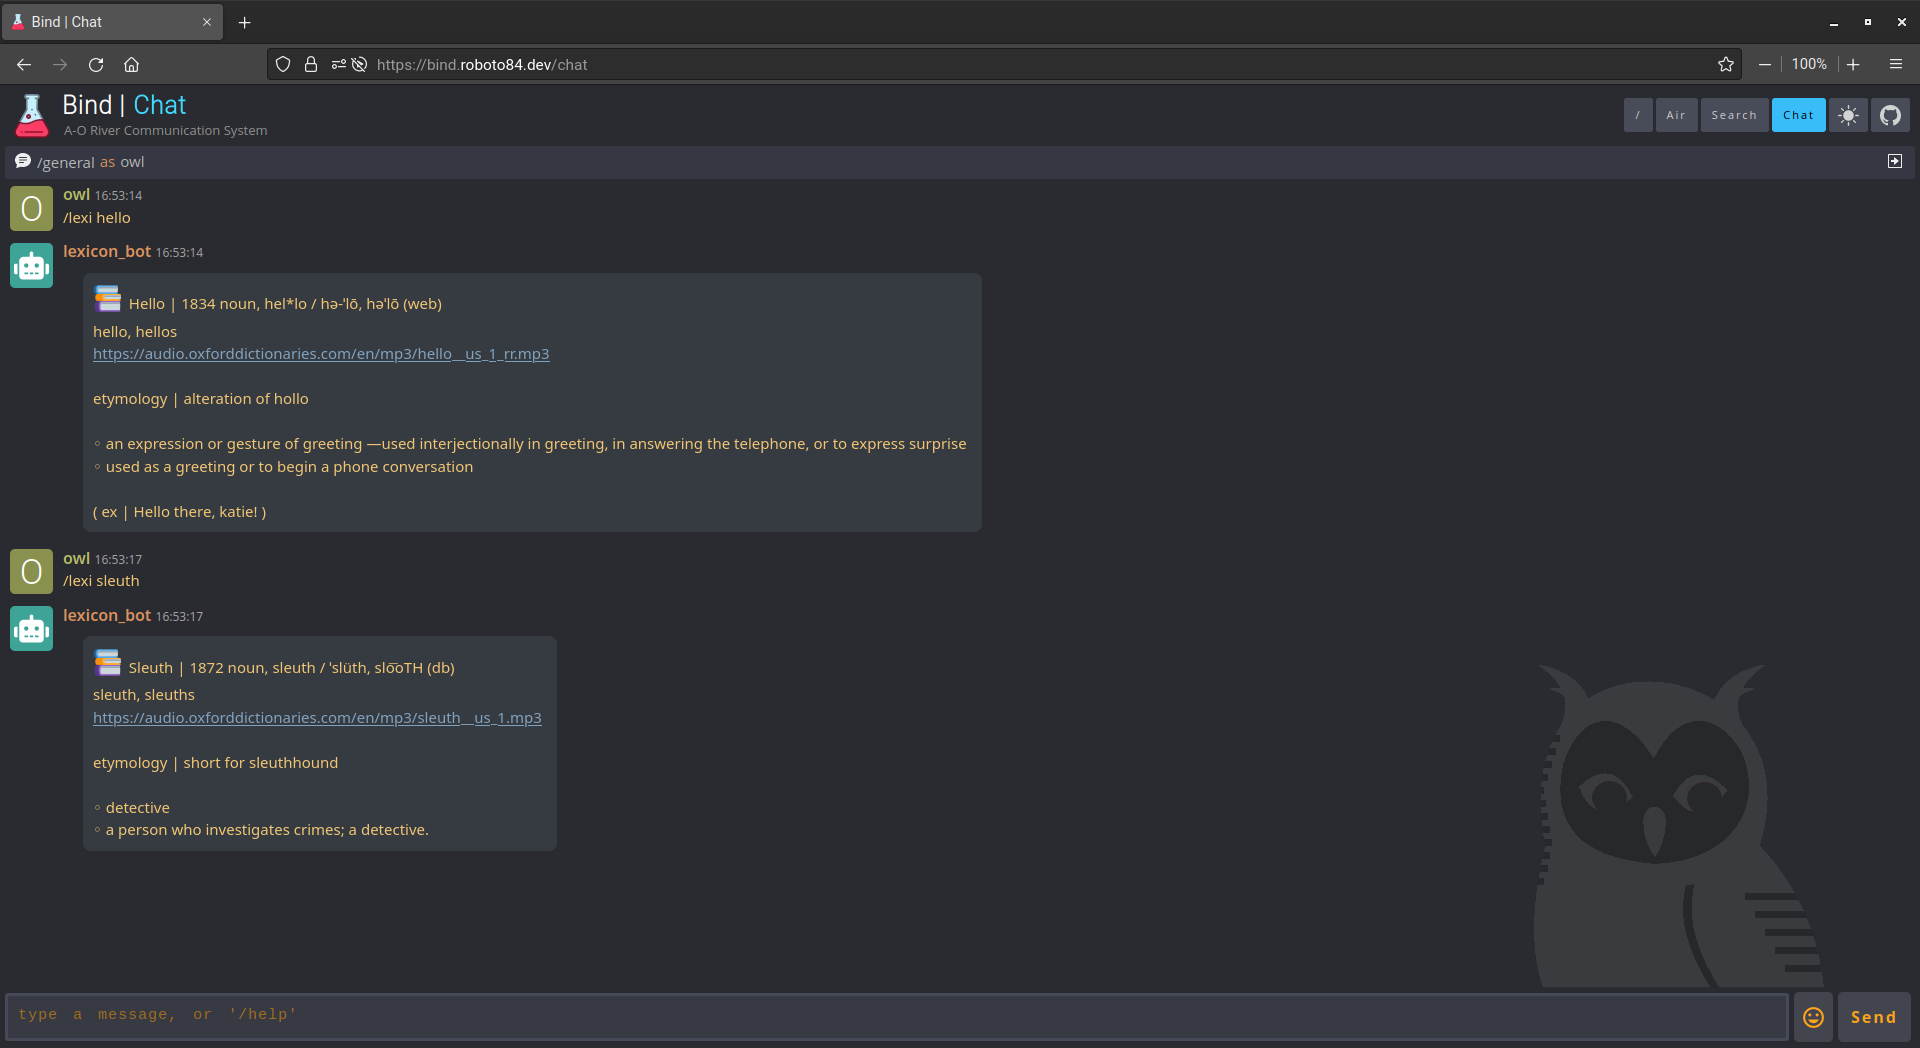 Bind | Chat
https://bind.roboto84.dev/chat
100%
Bind | Chat
A-O River Communication System
/
Air
Search
Chat
/general as owl
O
owl 16:53:14
/lexi hello
lexicon_bot 16:53:14
Hello | 1834 noun, hel*lo / hə-ˈlō, həˈlō (web)
hello, hellos
https://audio.oxforddictionaries.com/en/mp3/hello__us_1_rr.mp3
etymology | alteration of hollo
◦ an expression or gesture of greeting —used interjectionally in greeting, in answering the telephone, or to express surprise
◦ used as a greeting or to begin a phone conversation
( ex | Hello there, katie! )
O
owl 16:53:17
/lexi sleuth
lexicon_bot 16:53:17
Sleuth | 1872 noun, sleuth / ˈslüth, slo͞oTH (db)
sleuth, sleuths
https://audio.oxforddictionaries.com/en/mp3/sleuth__us_1.mp3
etymology | short for sleuthhound
◦ detective
◦ a person who investigates crimes; a detective.
type a message, or '/help'
Send